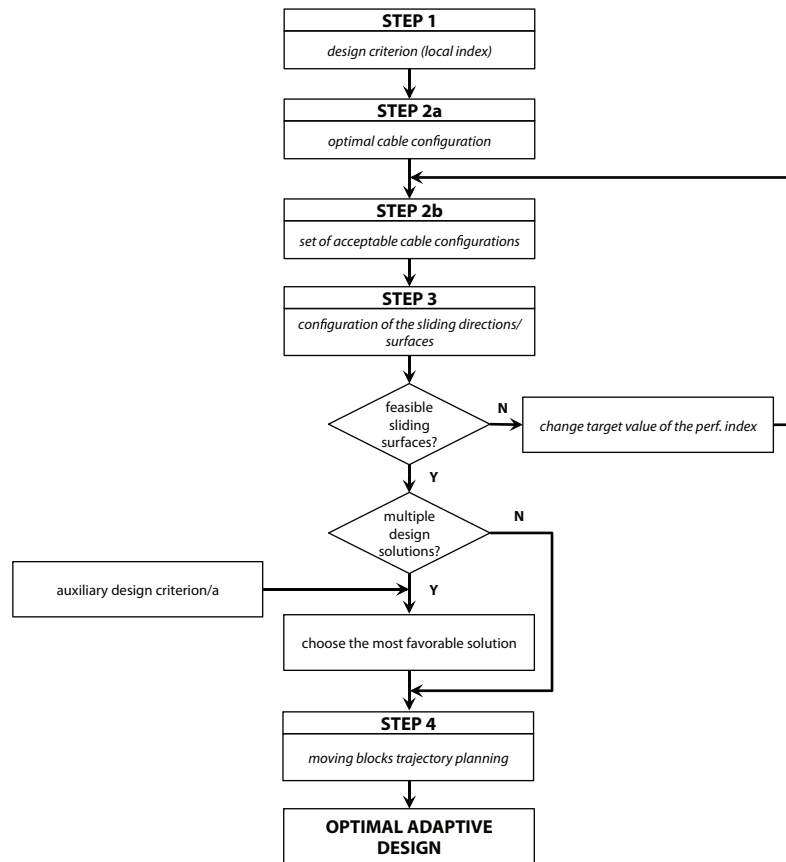 STEP 1
design criterion (local index)
STEP 2a
optimal cable configuration
STEP 2b
set of acceptable cable configurations
STEP 3
configuration of the sliding directions/
surfaces
feasible
sliding
surfaces?
N
change target value of the perf. index
Y
multiple
design
solutions?
N
auxiliary design criterion/a
Y
choose the most favorable solution
STEP 4
moving blocks trajectory planning
OPTIMAL ADAPTIVE
DESIGN